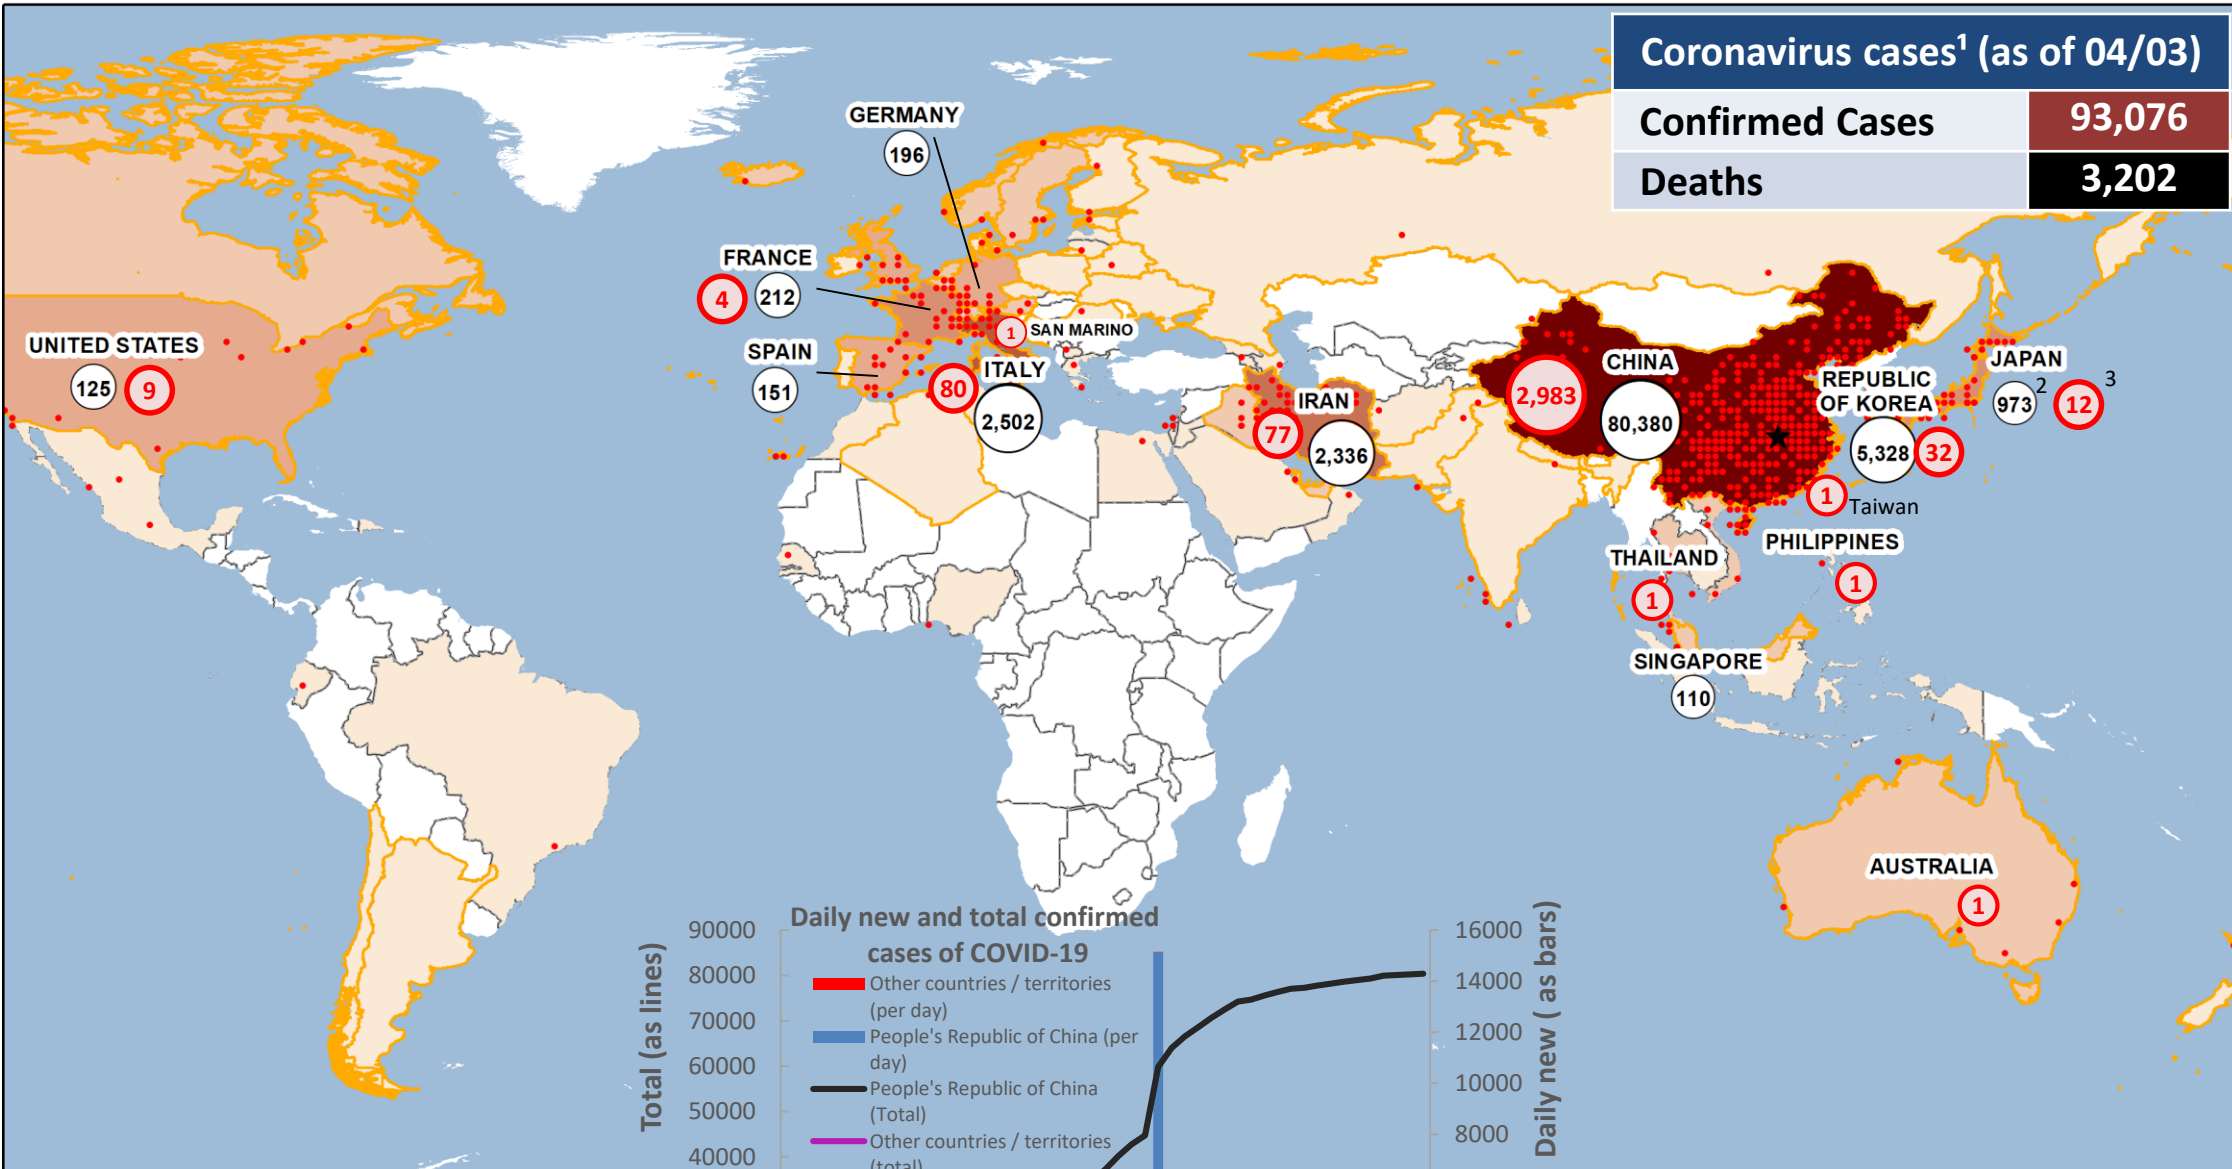 Coronavirus cases¹ (as of 04/03)
Confirmed Cases 93,076
Deaths 3,202
GERMANY
196
FRANCE
4 212
UNITED STATES
125 9
SPAIN
151
1 SAN MARINO
ITALY
80
2,502
IRAN
77
2,336
CHINA
2,983
80,380
REPUBLIC
OF KOREA
5,328 32
JAPAN
973 2 12 3
1 Taiwan
THAILAND
1
PHILIPPINES
1
SINGAPORE
110
AUSTRALIA
1
Daily new and total confirmed
cases of COVID-19
Other countries / territories
(per day)
People's Republic of China (per
day)
People's Republic of China
(Total)
Other countries / territories
(total)
Total (as lines)
90000
80000
70000
60000
50000
40000
16000
14000
12000
10000
8000
Daily new ( as bars)